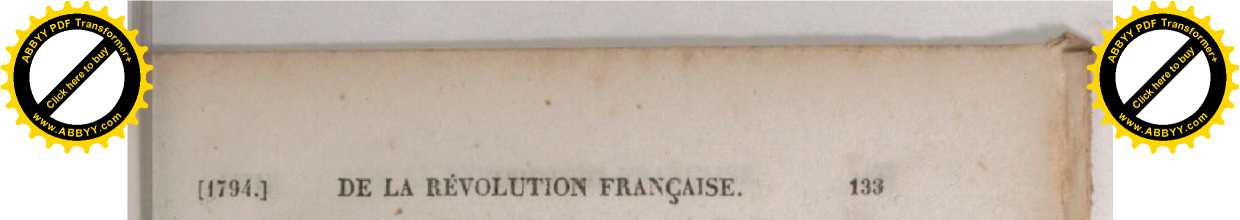 ABBYY PDF Transformer+
Click here to buy
www.ABBYY.com
ABBYY PDF Transformer+
Click here to buy
www.ABBYY.com
[1794.] DE LA RÉVOLUTION FRANÇAISE. 133